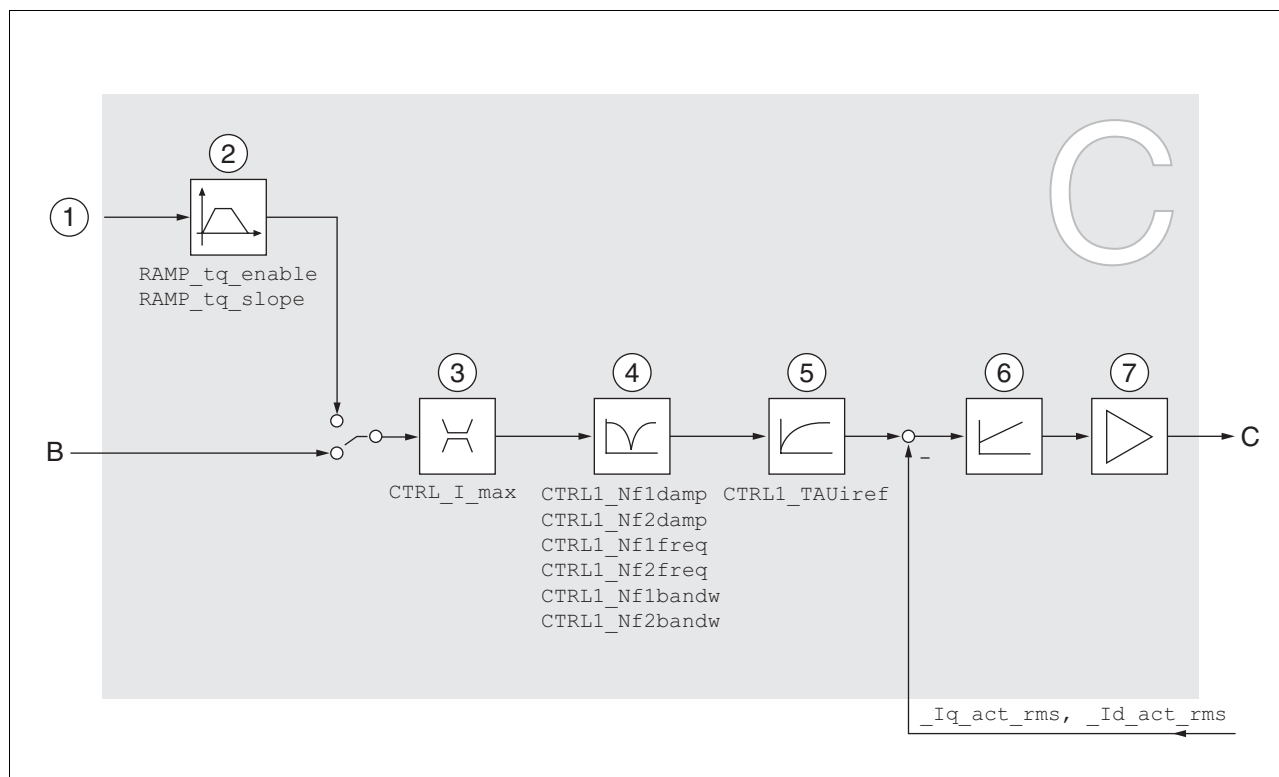 C
2
1
RAMP_tq_enable
RAMP_tq_slope
3
4
5
6
7
B
C
CTRL_I_max
CTRL1_Nf1damp
CTRL1_Nf2damp
CTRL1_Nf1freq
CTRL1_Nf2freq
CTRL1_Nf1bandw
CTRL1_Nf2bandw
CTRL1_TAUiref
–
_Iq_act_rms, _Id_act_rms